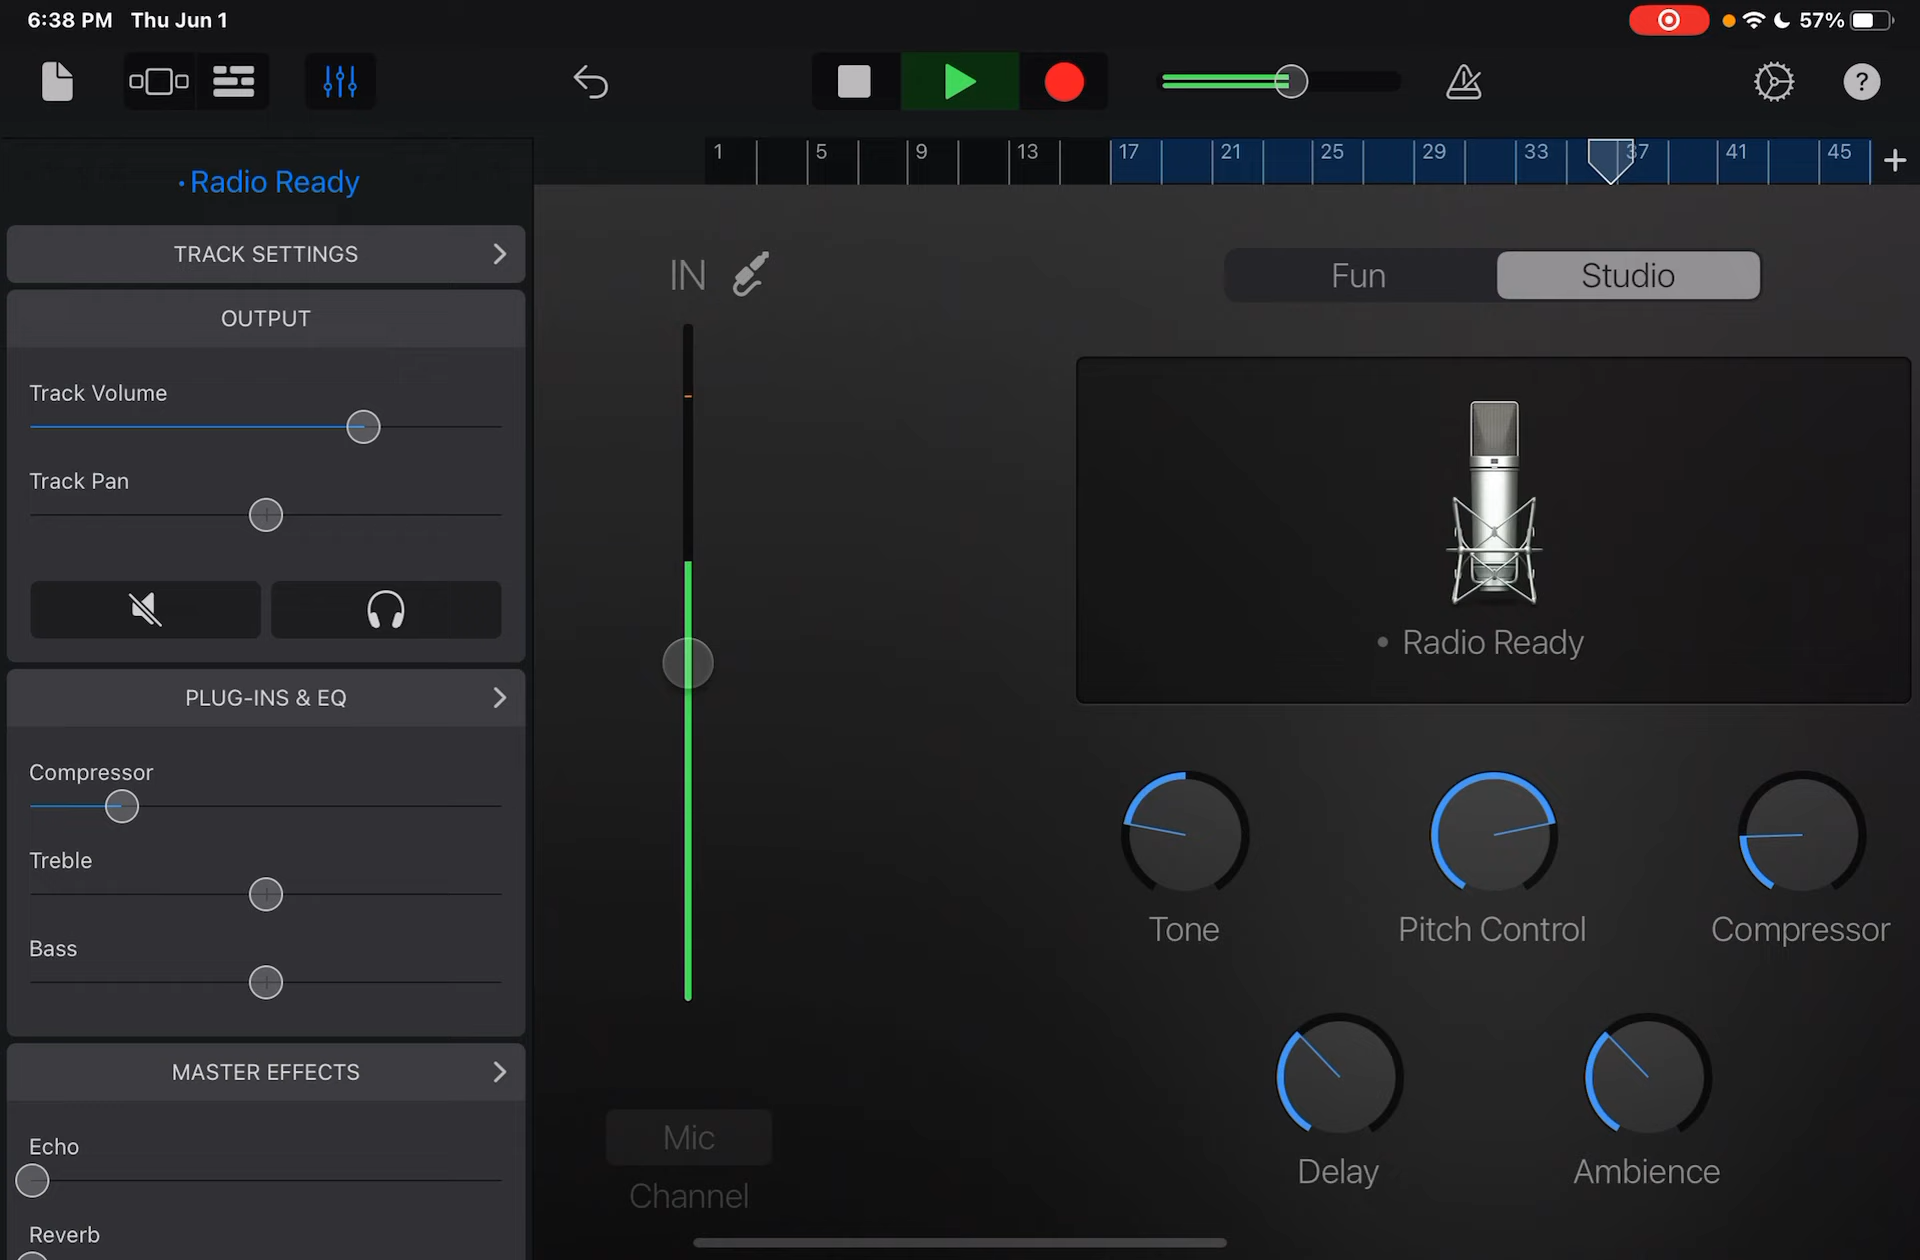 6:38 PM Thu Jun 1
57%
?
1 5 9 13 17 21 25 29 33 37 41 45 +
• Radio Ready
TRACK SETTINGS
OUTPUT
Track Volume
Track Pan
PLUG-INS & EQ
Compressor
Treble
Bass
MASTER EFFECTS
Echo
Reverb
IN
Mic
Channel
Fun Studio
• Radio Ready
Tone Pitch Control Compressor
Delay Ambience